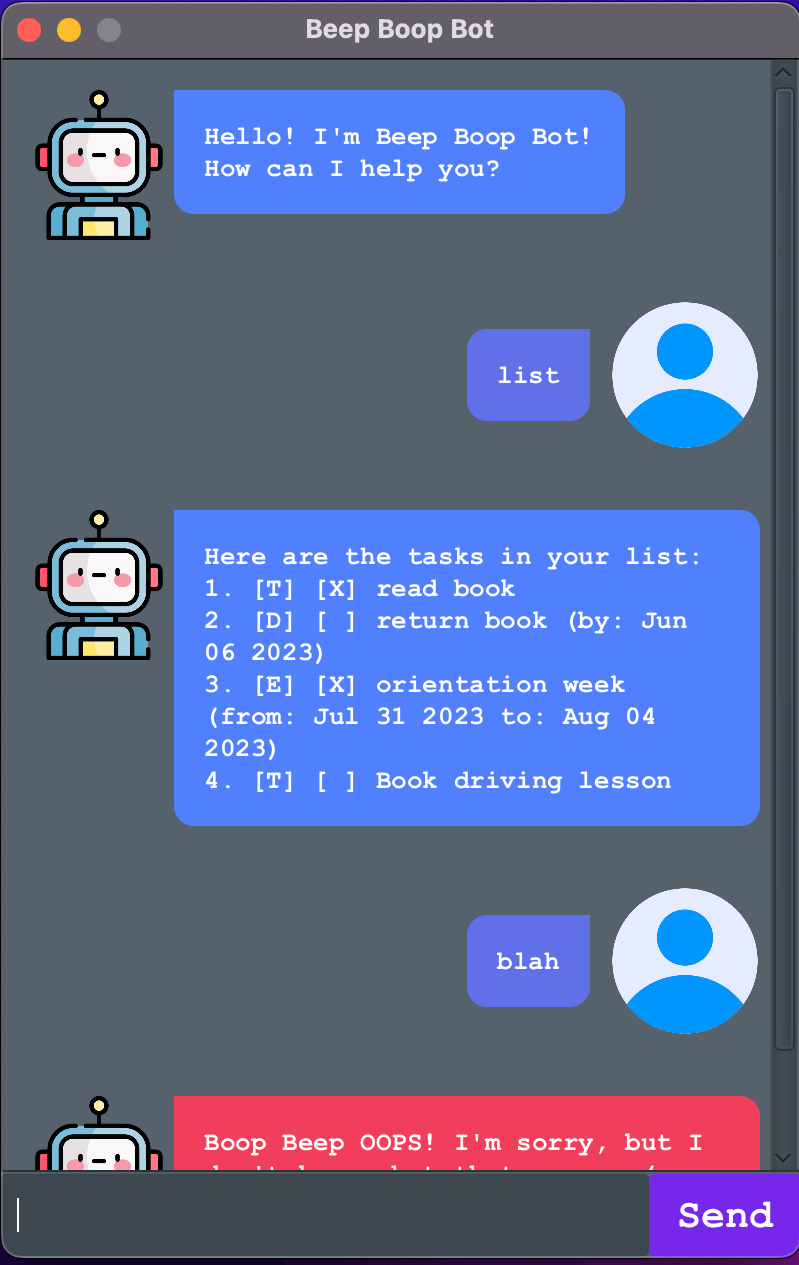 Beep Boop Bot
Hello! I'm Beep Boop Bot!
How can I help you?
list
Here are the tasks in your list:
1. [T] [X] read book
2. [D] [ ] return book (by: Jun
06 2023)
3. [E] [X] orientation week
(from: Jul 31 2023 to: Aug 04
2023)
4. [T] [ ] Book driving lesson
blah
Boop Beep OOPS! I'm sorry, but I
Send